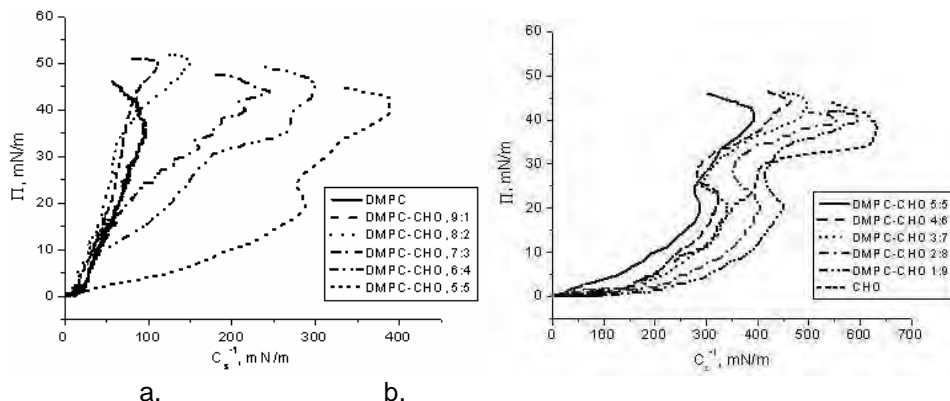 60
50
40
30
20
10
0
Π, mN/m
0 100 200 300 400
C_s^-1, mN/m
DMPC
DMPC-CHO, 9:1
DMPC-CHO, 8:2
DMPC-CHO, 7:3
DMPC-CHO, 6:4
DMPC-CHO, 5:5
60
50
40
30
20
10
0
Π, mN/m
0 100 200 300 400 500 600 700
C_s^-1, mN/m
DMPC-CHO 5:5
DMPC-CHO 4:6
DMPC-CHO 3:7
DMPC-CHO 2:8
DMPC-CHO 1:9
CHO
a. b.